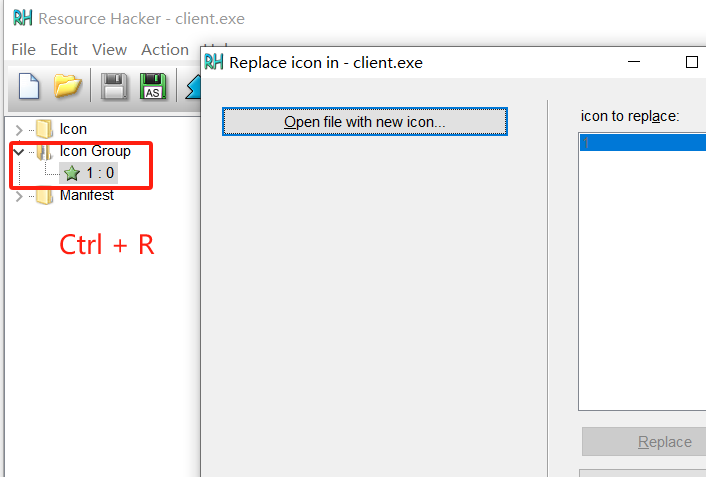 RH Resource Hacker - client.exe
File Edit View Action
RH Replace icon in - client.exe
AS
Open file with new icon...
icon to replace:
1
Icon
Icon Group
1 : 0
Manifest
Ctrl + R
Replace